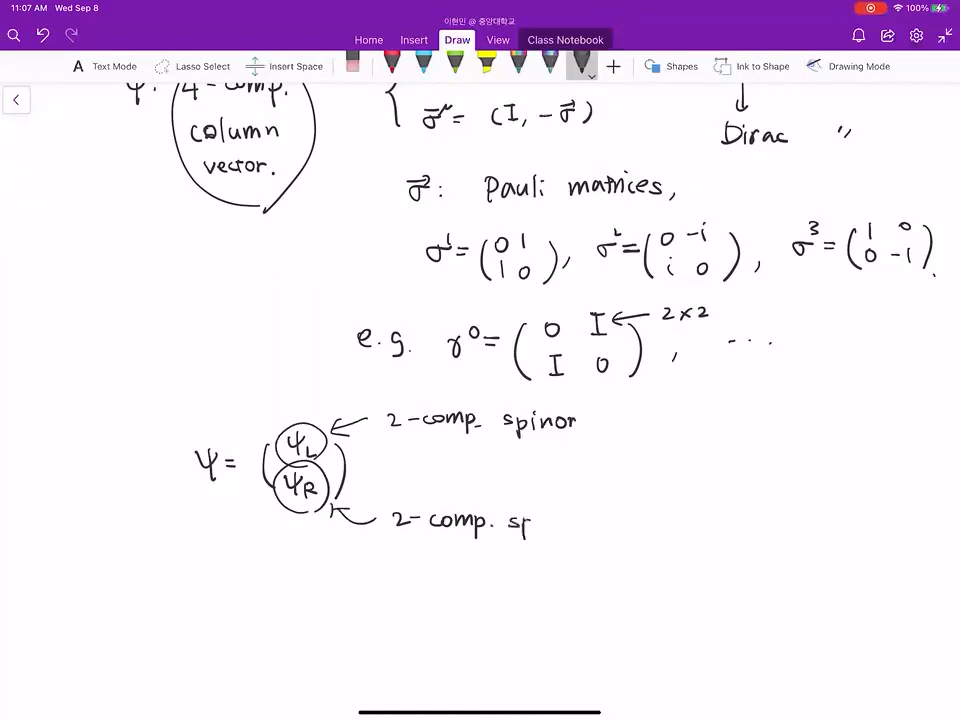 11:07 AM Wed Sep 8
100%
이현민 @ 중앙대학교
Home Insert Draw View Class Notebook
Text Mode Lasso Select Insert Space Shapes Ink to Shape Drawing Mode
ψ: 4-comp.
column
vector.
σ̄^μ = (I, -σ⃗)
Dirac "
σ⃗: Pauli matrices,
σ^1 = (0 1 1 0), σ^2 = (0 -i i 0), σ^3 = (1 0 0 -1).
e.g. γ^0 = (0 I I 0), ...
2×2
2-comp. spinor
ψ = (ψ_L ψ_R)
2-comp. sp